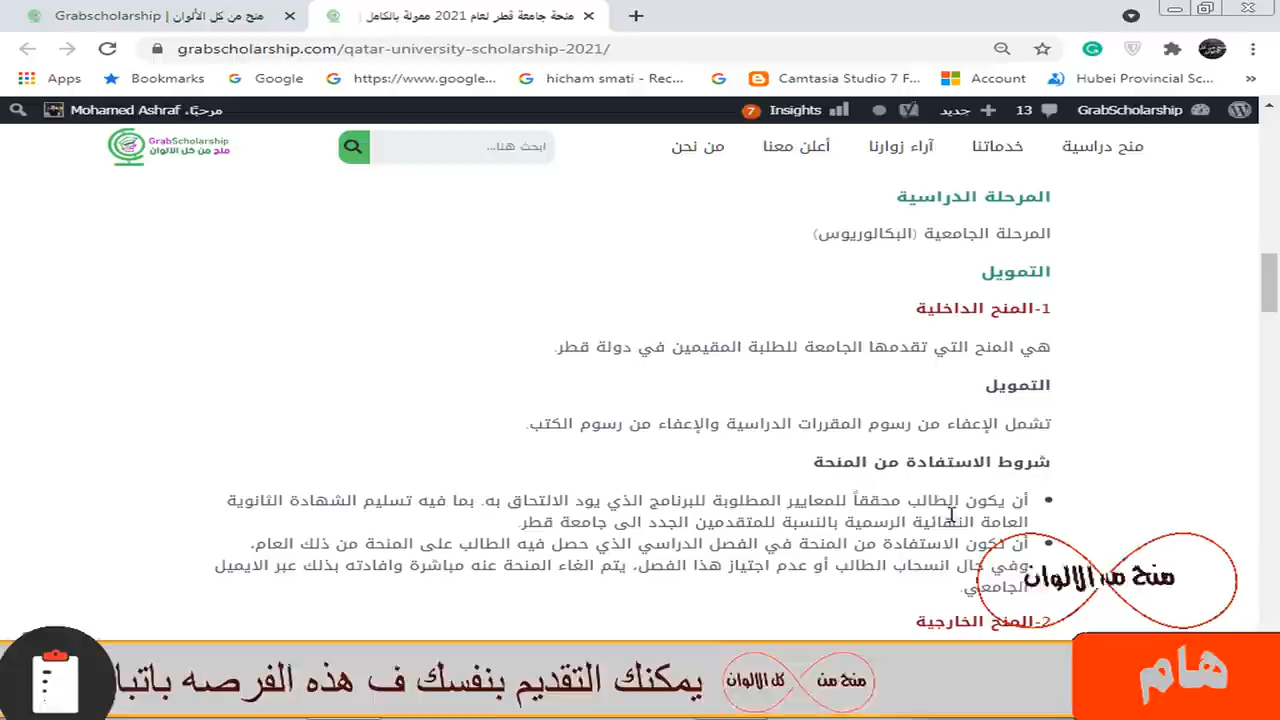 Grabscholarship | منح من كل الألوان
منحة جامعة قطر لعام 2021 ممولة بالكامل |
grabscholarship.com/qatar-university-scholarship-2021/
Apps
Bookmarks
Google
https://www.google...
hicham smati - Rec...
Camtasia Studio 7 F...
Account
Hubei Provincial Sc...
»
مرحبًا، Mohamed Ashraf
7 Insights
جديد
13
GrabScholarship
GrabScholarship
منح من كل الألوان
ابحث هنا...
منح دراسية
خدماتنا
آراء زوارنا
أعلن معنا
من نحن
المرحلة الدراسية
المرحلة الجامعية (البكالوريوس)
التمويل
1-المنح الداخلية
هي المنح التي تقدمها الجامعة للطلبة المقيمين في دولة قطر.
التمويل
تشمل الإعفاء من رسوم المقررات الدراسية والإعفاء من رسوم الكتب.
شروط الاستفادة من المنحة
أن يكون الطالب محققاً للمعايير المطلوبة للبرنامج الذي يود الالتحاق به. بما فيه تسليم الشهادة الثانوية
العامة النهائية الرسمية بالنسبة للمتقدمين الجدد الى جامعة قطر.
أن تكون الاستفادة من المنحة في الفصل الدراسي الذي حصل فيه الطالب على المنحة من ذلك العام،
وفي حال انسحاب الطالب أو عدم اجتياز هذا الفصل، يتم الغاء المنحة عنه مباشرة وافادته بذلك عبر الايميل
الجامعي.
منح من الالوان
2-المنح الخارجية
هام
منح من كل الالوان
يمكنك التقديم بنفسك ف هذه الفرصه باتبا